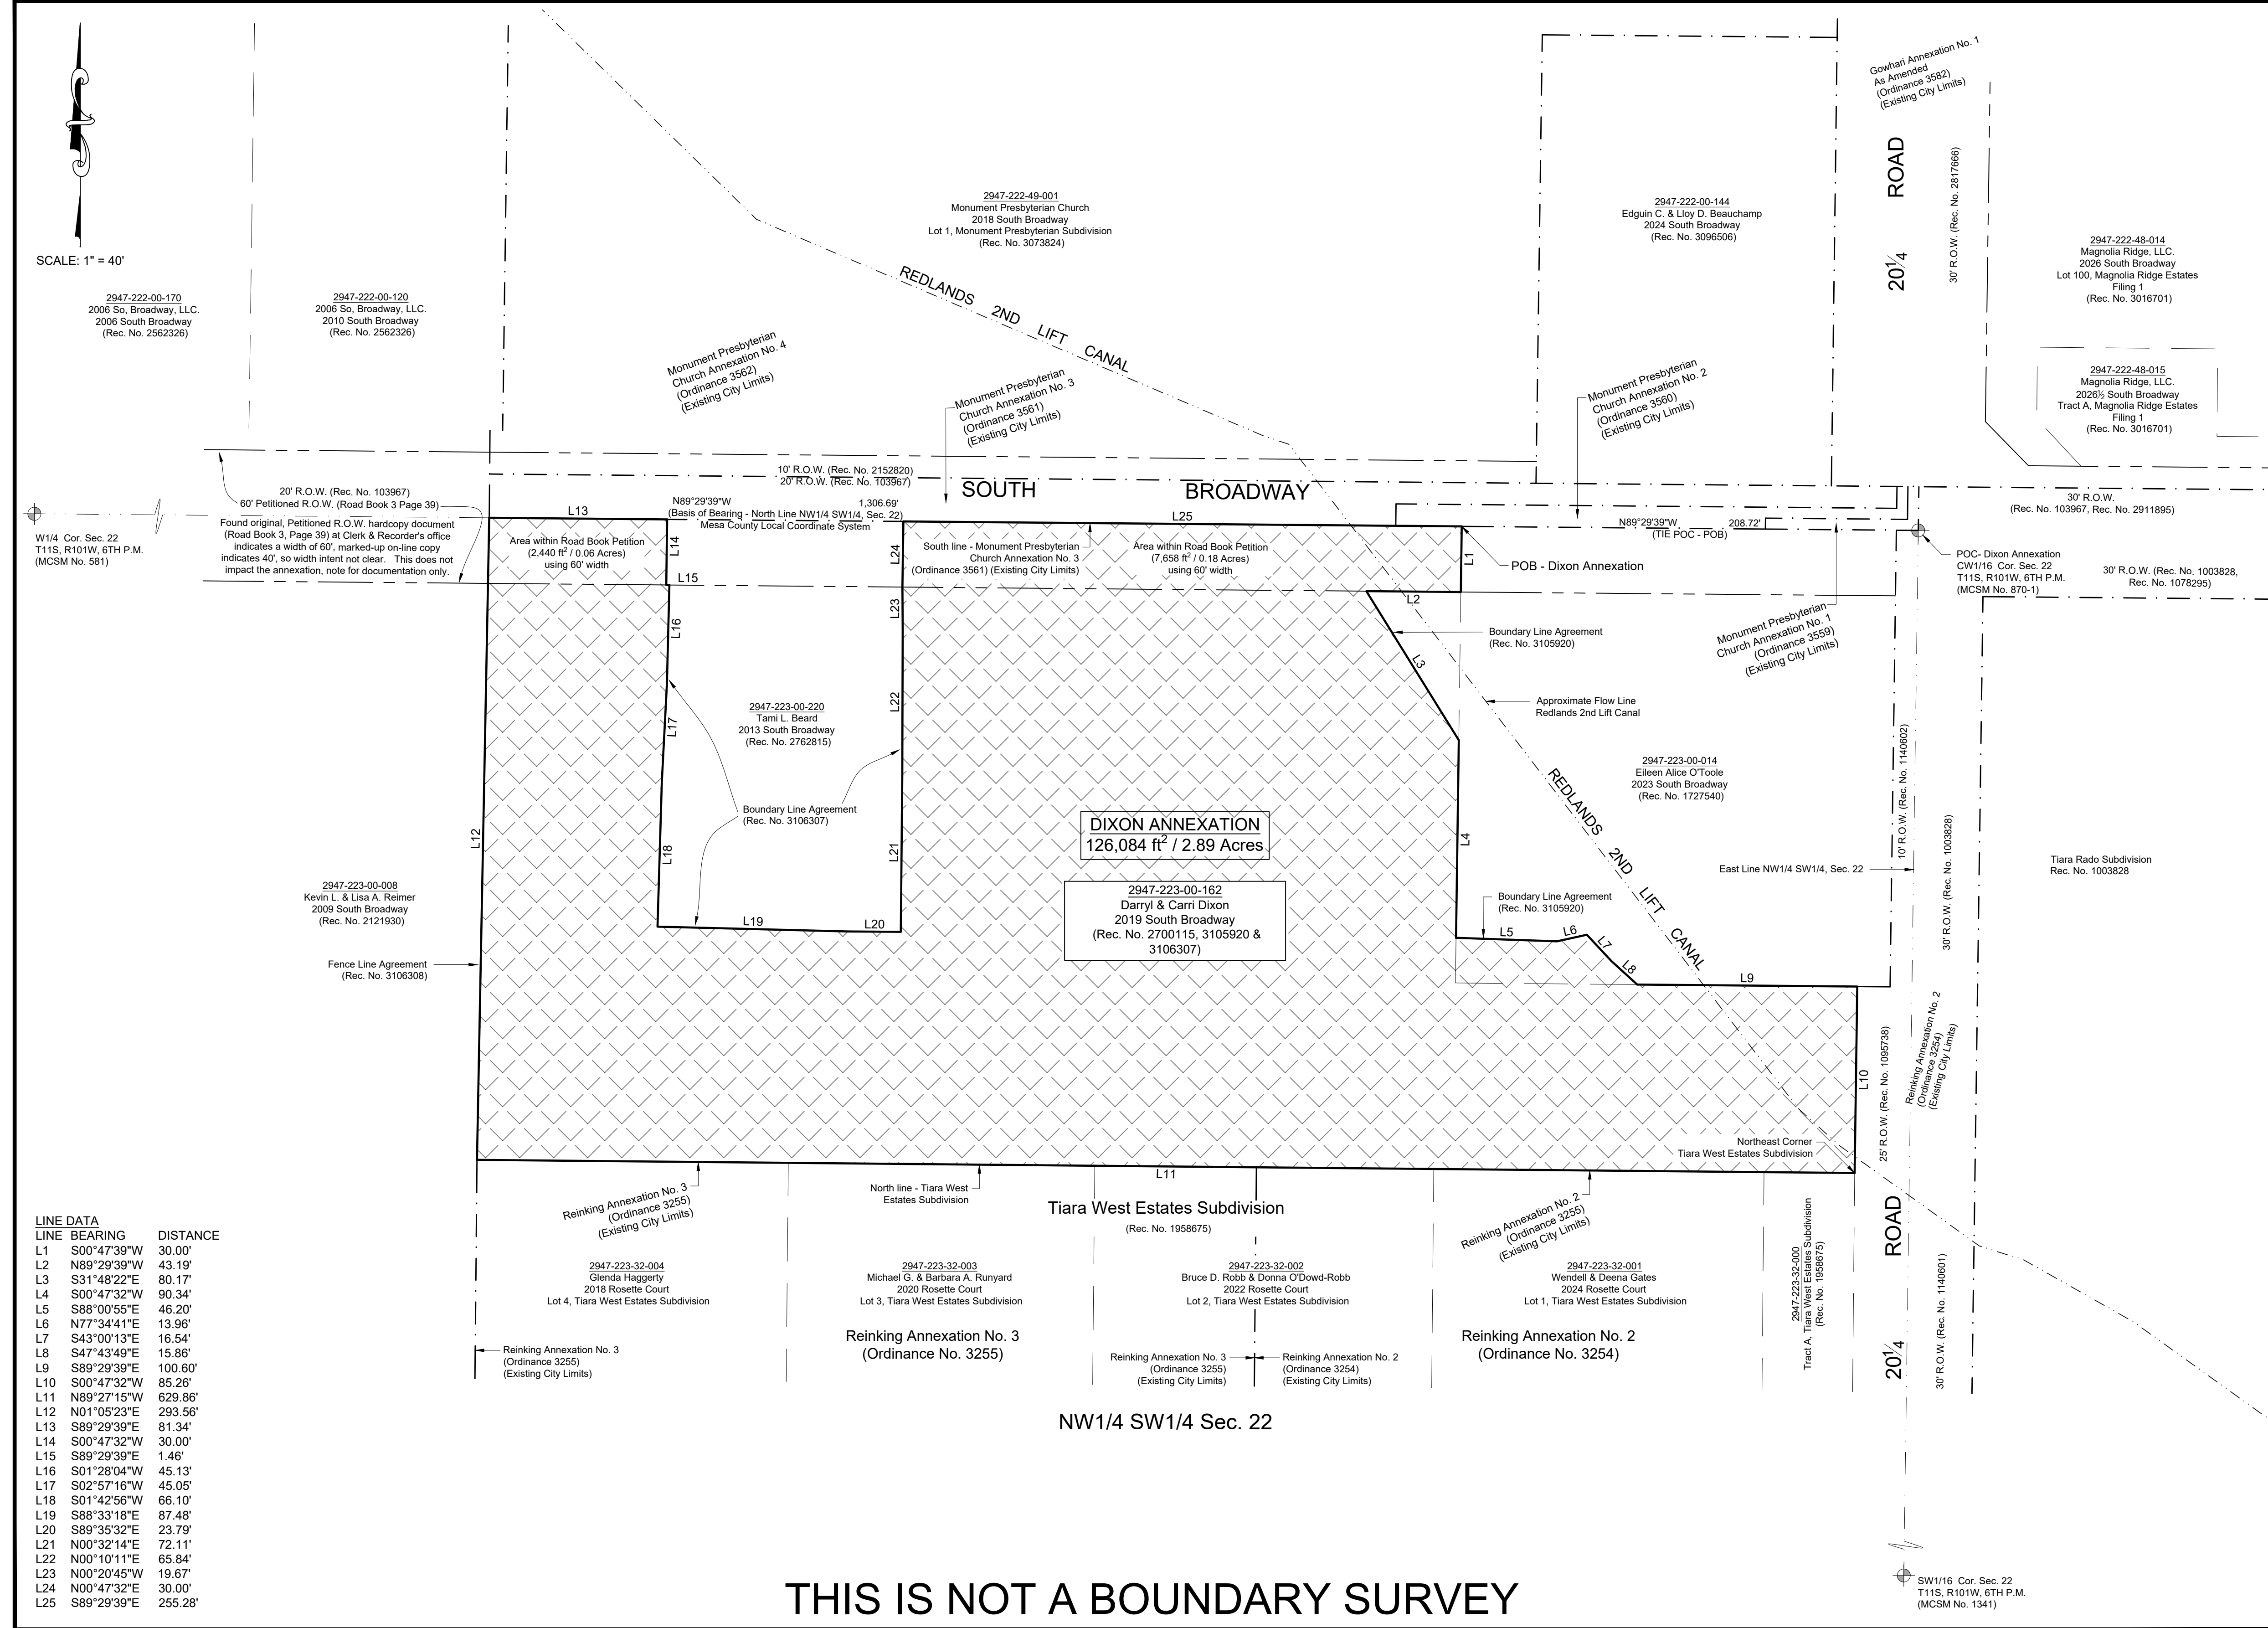 SCALE: 1" = 40'
2947-222-00-170
2006 So, Broadway, LLC.
2006 South Broadway
(Rec. No. 2562326)
2947-222-00-120
2006 So, Broadway, LLC.
2010 South Broadway
(Rec. No. 2562326)
Monument Presbyterian
Church Annexation No. 4
(Ordinance 3562)
(Existing City Limits)
2947-222-49-001
Monument Presbyterian Church
2018 South Broadway
Lot 1, Monument Presbyterian Subdivision
(Rec. No. 3073824)
REDLANDS 2ND LIFT CANAL
Monument Presbyterian
Church Annexation No. 3
(Ordinance 3561)
(Existing City Limits)
2947-222-00-144
Edguin C. & Lloy D. Beauchamp
2024 South Broadway
(Rec. No. 3096506)
Monument Presbyterian
Church Annexation No. 2
(Ordinance 3560)
(Existing City Limits)
Gowhari Annexation No. 1
As Amended
(Ordinance 3582)
(Existing City Limits)
20¼ ROAD
30' R.O.W. (Rec. No. 2817666)
2947-222-48-014
Magnolia Ridge, LLC.
2026 South Broadway
Lot 100, Magnolia Ridge Estates
Filing 1
(Rec. No. 3016701)
2947-222-48-015
Magnolia Ridge, LLC.
2026½ South Broadway
Tract A, Magnolia Ridge Estates
Filing 1
(Rec. No. 3016701)
20' R.O.W. (Rec. No. 103967)
60' Petitioned R.O.W. (Road Book 3 Page 39)
Found original, Petitioned R.O.W. hardcopy document
(Road Book 3, Page 39) at Clerk & Recorder's office
indicates a width of 60', marked-up on-line copy
indicates 40', so width intent not clear. This does not
impact the annexation, note for documentation only.
W1/4 Cor. Sec. 22
T11S, R101W, 6TH P.M.
(MCSM No. 581)
10' R.O.W. (Rec. No. 2152820)
20' R.O.W. (Rec. No. 103967)
SOUTH BROADWAY
N89°29'39"W 1,306.69'
(Basis of Bearing - North Line NW1/4 SW1/4, Sec. 22)
Mesa County Local Coordinate System
L13
L25
N89°29'39"W 208.72'
(TIE POC - POB)
30' R.O.W.
(Rec. No. 103967, Rec. No. 2911895)
Area within Road Book Petition
(2,440 ft² / 0.06 Acres)
using 60' width
L14
L15
L24
South line - Monument Presbyterian
Church Annexation No. 3
(Ordinance 3561) (Existing City Limits)
Area within Road Book Petition
(7,658 ft² / 0.18 Acres)
using 60' width
L1
POB - Dixon Annexation
L2
POC- Dixon Annexation
CW1/16 Cor. Sec. 22
T11S, R101W, 6TH P.M.
(MCSM No. 870-1)
30' R.O.W. (Rec. No. 1003828,
Rec. No. 1078295)
L16
L23
L3
Boundary Line Agreement
(Rec. No. 3105920)
Monument Presbyterian
Church Annexation No. 1
(Ordinance 3559)
(Existing City Limits)
L17
L22
2947-223-00-220
Tami L. Beard
2013 South Broadway
(Rec. No. 2762815)
Approximate Flow Line
Redlands 2nd Lift Canal
2947-223-00-014
Eileen Alice O'Toole
2023 South Broadway
(Rec. No. 1727540)
10' R.O.W. (Rec. No. 1140602)
REDLANDS 2ND LIFT CANAL
L12
L18
Boundary Line Agreement
(Rec. No. 3106307)
L21
DIXON ANNEXATION
126,084 ft² / 2.89 Acres
L4
East Line NW1/4 SW1/4, Sec. 22
30' R.O.W. (Rec. No. 1003828)
Tiara Rado Subdivision
Rec. No. 1003828
2947-223-00-008
Kevin L. & Lisa A. Reimer
2009 South Broadway
(Rec. No. 2121930)
2947-223-00-162
Darryl & Carri Dixon
2019 South Broadway
(Rec. No. 2700115, 3105920 &
3106307)
Boundary Line Agreement
(Rec. No. 3105920)
L19
L20
L5
L6
L7
L8
L9
Fence Line Agreement
(Rec. No. 3106308)
Reinking Annexation No. 2
(Ordinance 3254)
(Existing City Limits)
L10
25' R.O.W. (Rec. No. 1095738)
Northeast Corner
Tiara West Estates Subdivision
L11
Reinking Annexation No. 3
(Ordinance 3255)
(Existing City Limits)
North line - Tiara West
Estates Subdivision
Tiara West Estates Subdivision
(Rec. No. 1958675)
Reinking Annexation No. 2
(Ordinance 3255)
(Existing City Limits)
2947-223-32-000
Tract A, Tiara West Estates Subdivision
(Rec. No. 1958675)
20¼ ROAD
30' R.O.W. (Rec. No. 1140601)
2947-223-32-004
Glenda Haggerty
2018 Rosette Court
Lot 4, Tiara West Estates Subdivision
2947-223-32-003
Michael G. & Barbara A. Runyard
2020 Rosette Court
Lot 3, Tiara West Estates Subdivision
2947-223-32-002
Bruce D. Robb & Donna O'Dowd-Robb
2022 Rosette Court
Lot 2, Tiara West Estates Subdivision
2947-223-32-001
Wendell & Deena Gates
2024 Rosette Court
Lot 1, Tiara West Estates Subdivision
Reinking Annexation No. 3
(Ordinance 3255)
(Existing City Limits)
Reinking Annexation No. 3
(Ordinance No. 3255)
Reinking Annexation No. 3
(Ordinance 3255)
(Existing City Limits)
Reinking Annexation No. 2
(Ordinance 3254)
(Existing City Limits)
Reinking Annexation No. 2
(Ordinance No. 3254)
NW1/4 SW1/4 Sec. 22
LINE DATA
LINE BEARING DISTANCE
L1 S00°47'39"W 30.00'
L2 N89°29'39"W 43.19'
L3 S31°48'22"E 80.17'
L4 S00°47'32"W 90.34'
L5 S88°00'55"E 46.20'
L6 N77°34'41"E 13.96'
L7 S43°00'13"E 16.54'
L8 S47°43'49"E 15.86'
L9 S89°29'39"E 100.60'
L10 S00°47'32"W 85.26'
L11 N89°27'15"W 629.86'
L12 N01°05'23"E 293.56'
L13 S89°29'39"E 81.34'
L14 S00°47'32"W 30.00'
L15 S89°29'39"E 1.46'
L16 S01°28'04"W 45.13'
L17 S02°57'16"W 45.05'
L18 S01°42'56"W 66.10'
L19 S88°33'18"E 87.48'
L20 S89°35'32"E 23.79'
L21 N00°32'14"E 72.11'
L22 N00°10'11"E 65.84'
L23 N00°20'45"W 19.67'
L24 N00°47'32"E 30.00'
L25 S89°29'39"E 255.28'
THIS IS NOT A BOUNDARY SURVEY
SW1/16 Cor. Sec. 22
T11S, R101W, 6TH P.M.
(MCSM No. 1341)